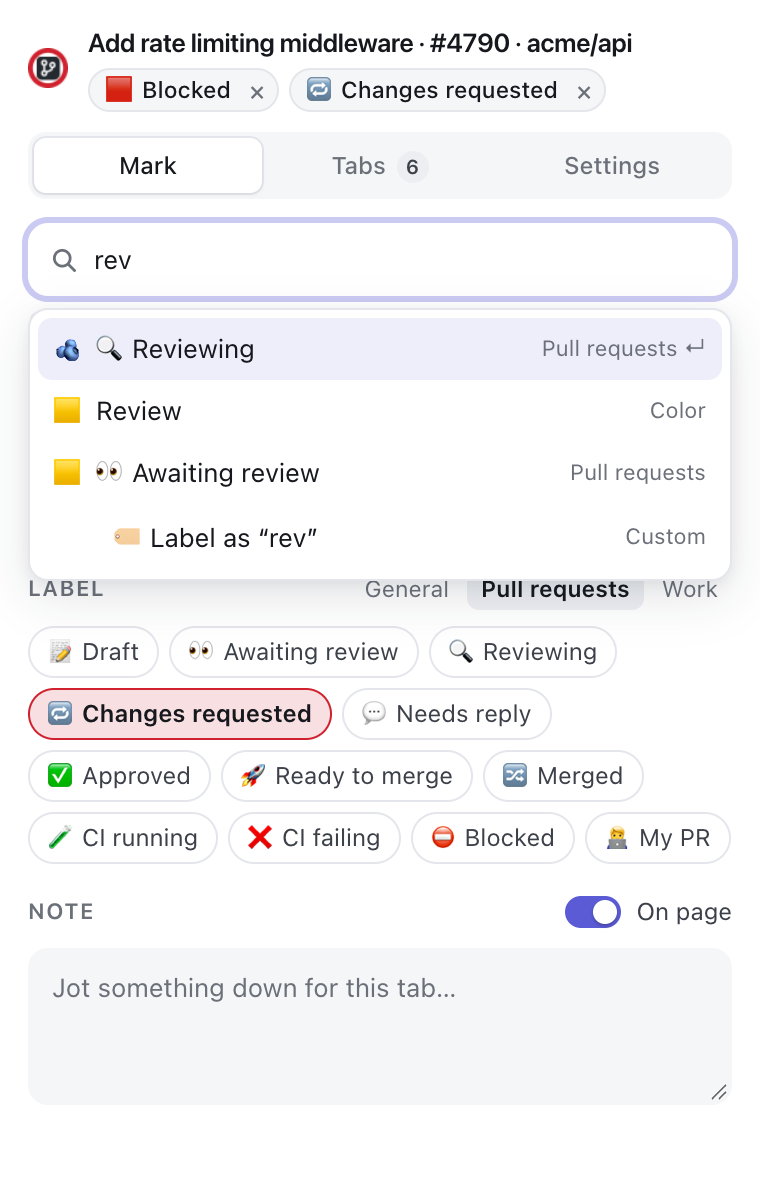 Add rate limiting middleware · #4790 · acme/api
Blocked × Changes requested ×
Mark Tabs 6 Settings
rev
Reviewing Pull requests ↵
Review Color
Awaiting review Pull requests
Label as “rev” Custom
LABEL General Pull requests Work
Draft Awaiting review Reviewing
Changes requested Needs reply
Approved Ready to merge Merged
CI running CI failing Blocked My PR
NOTE On page
Jot something down for this tab...